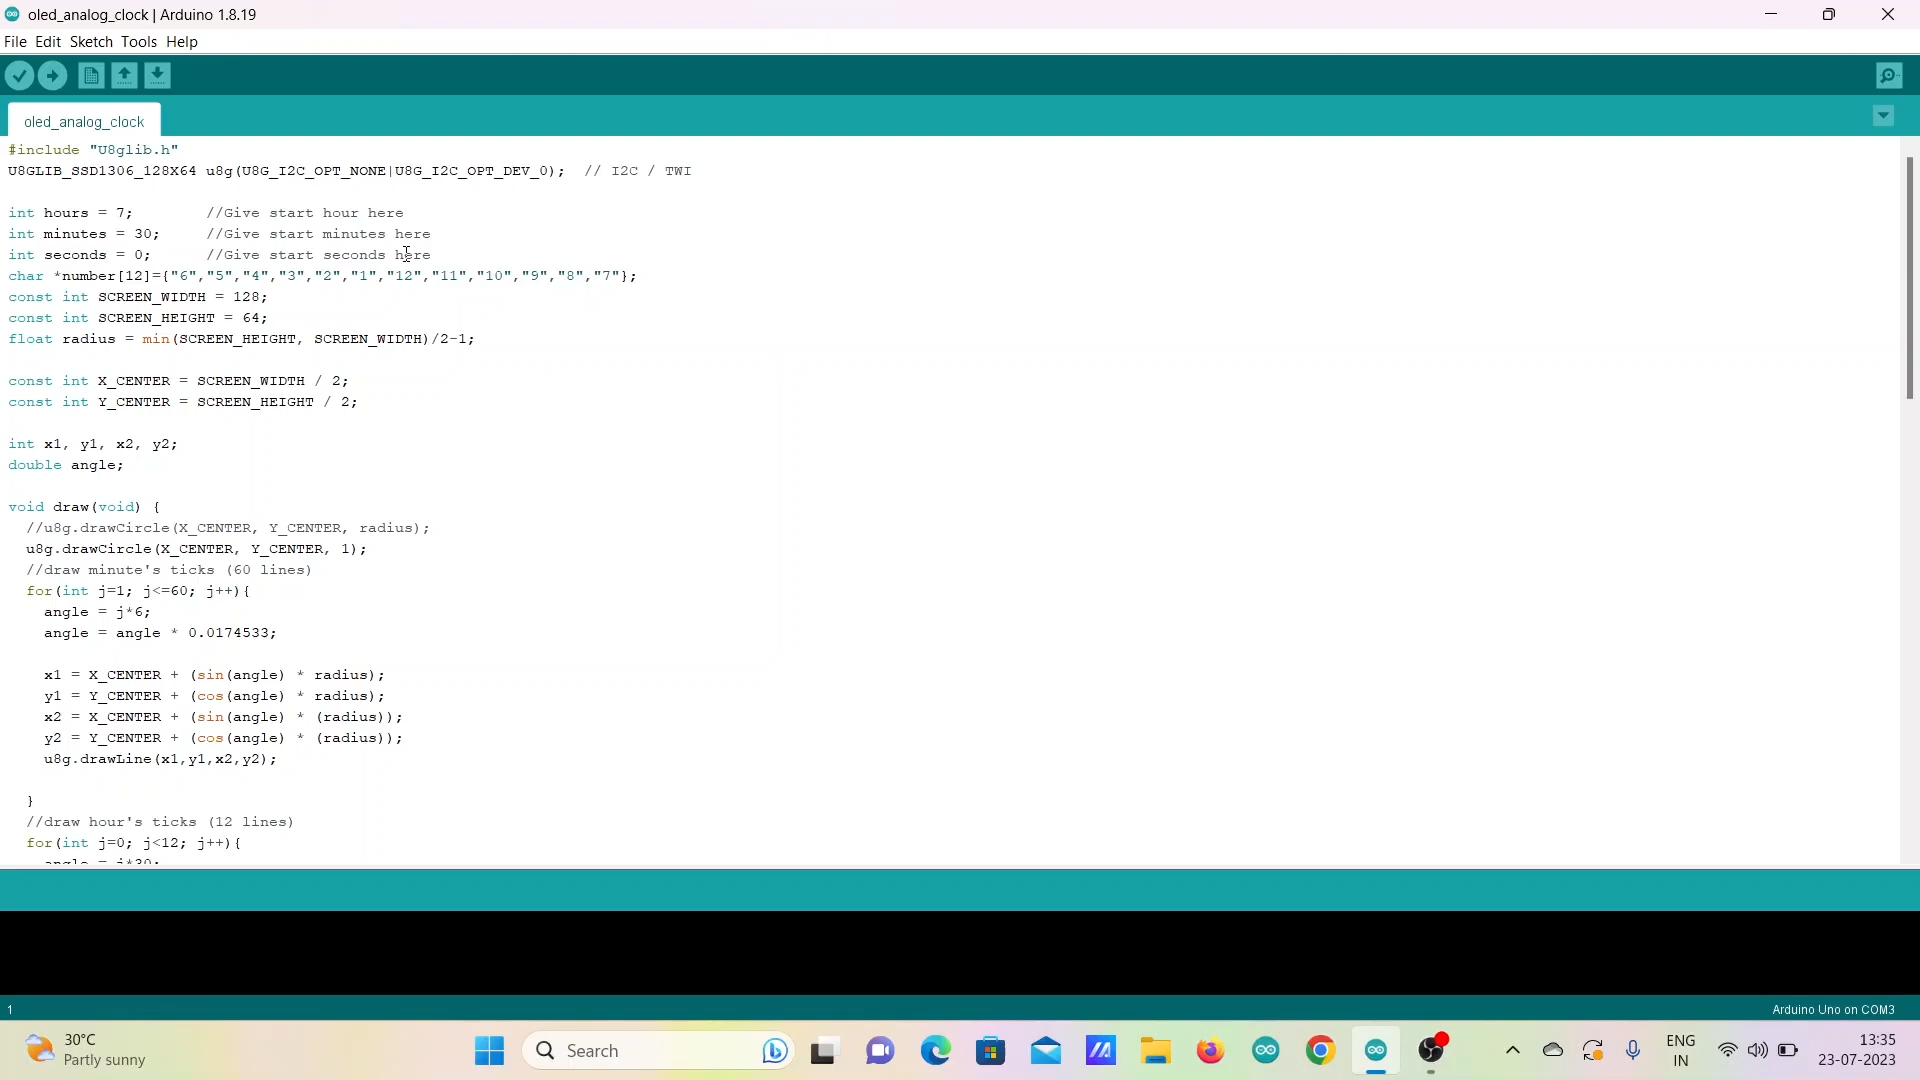 oled_analog_clock | Arduino 1.8.19
File Edit Sketch Tools Help
oled_analog_clock
#include "U8glib.h"
U8GLIB_SSD1306_128X64 u8g(U8G_I2C_OPT_NONE|U8G_I2C_OPT_DEV_0);  // I2C / TWI
int hours = 7;        //Give start hour here
int minutes = 30;     //Give start minutes here
int seconds = 0;      //Give start seconds here
char *number[12]={"6","5","4","3","2","1","12","11","10","9","8","7"};
const int SCREEN_WIDTH = 128;
const int SCREEN_HEIGHT = 64;
float radius = min(SCREEN_HEIGHT, SCREEN_WIDTH)/2-1;
const int X_CENTER = SCREEN_WIDTH / 2;
const int Y_CENTER = SCREEN_HEIGHT / 2;
int x1, y1, x2, y2;
double angle;
void draw(void) {
  //u8g.drawCircle(X_CENTER, Y_CENTER, radius);
  u8g.drawCircle(X_CENTER, Y_CENTER, 1);
  //draw minute's ticks (60 lines)
  for(int j=1; j<=60; j++){
    angle = j*6;
    angle = angle * 0.0174533;
    x1 = X_CENTER + (sin(angle) * radius);
    y1 = Y_CENTER + (cos(angle) * radius);
    x2 = X_CENTER + (sin(angle) * (radius));
    y2 = Y_CENTER + (cos(angle) * (radius));
    u8g.drawLine(x1,y1,x2,y2);
  }
  //draw hour's ticks (12 lines)
  for(int j=0; j<12; j++){
    angle = j*30;
1
Arduino Uno on COM3
30°C
Partly sunny
Search
ENG
IN
13:35
23-07-2023